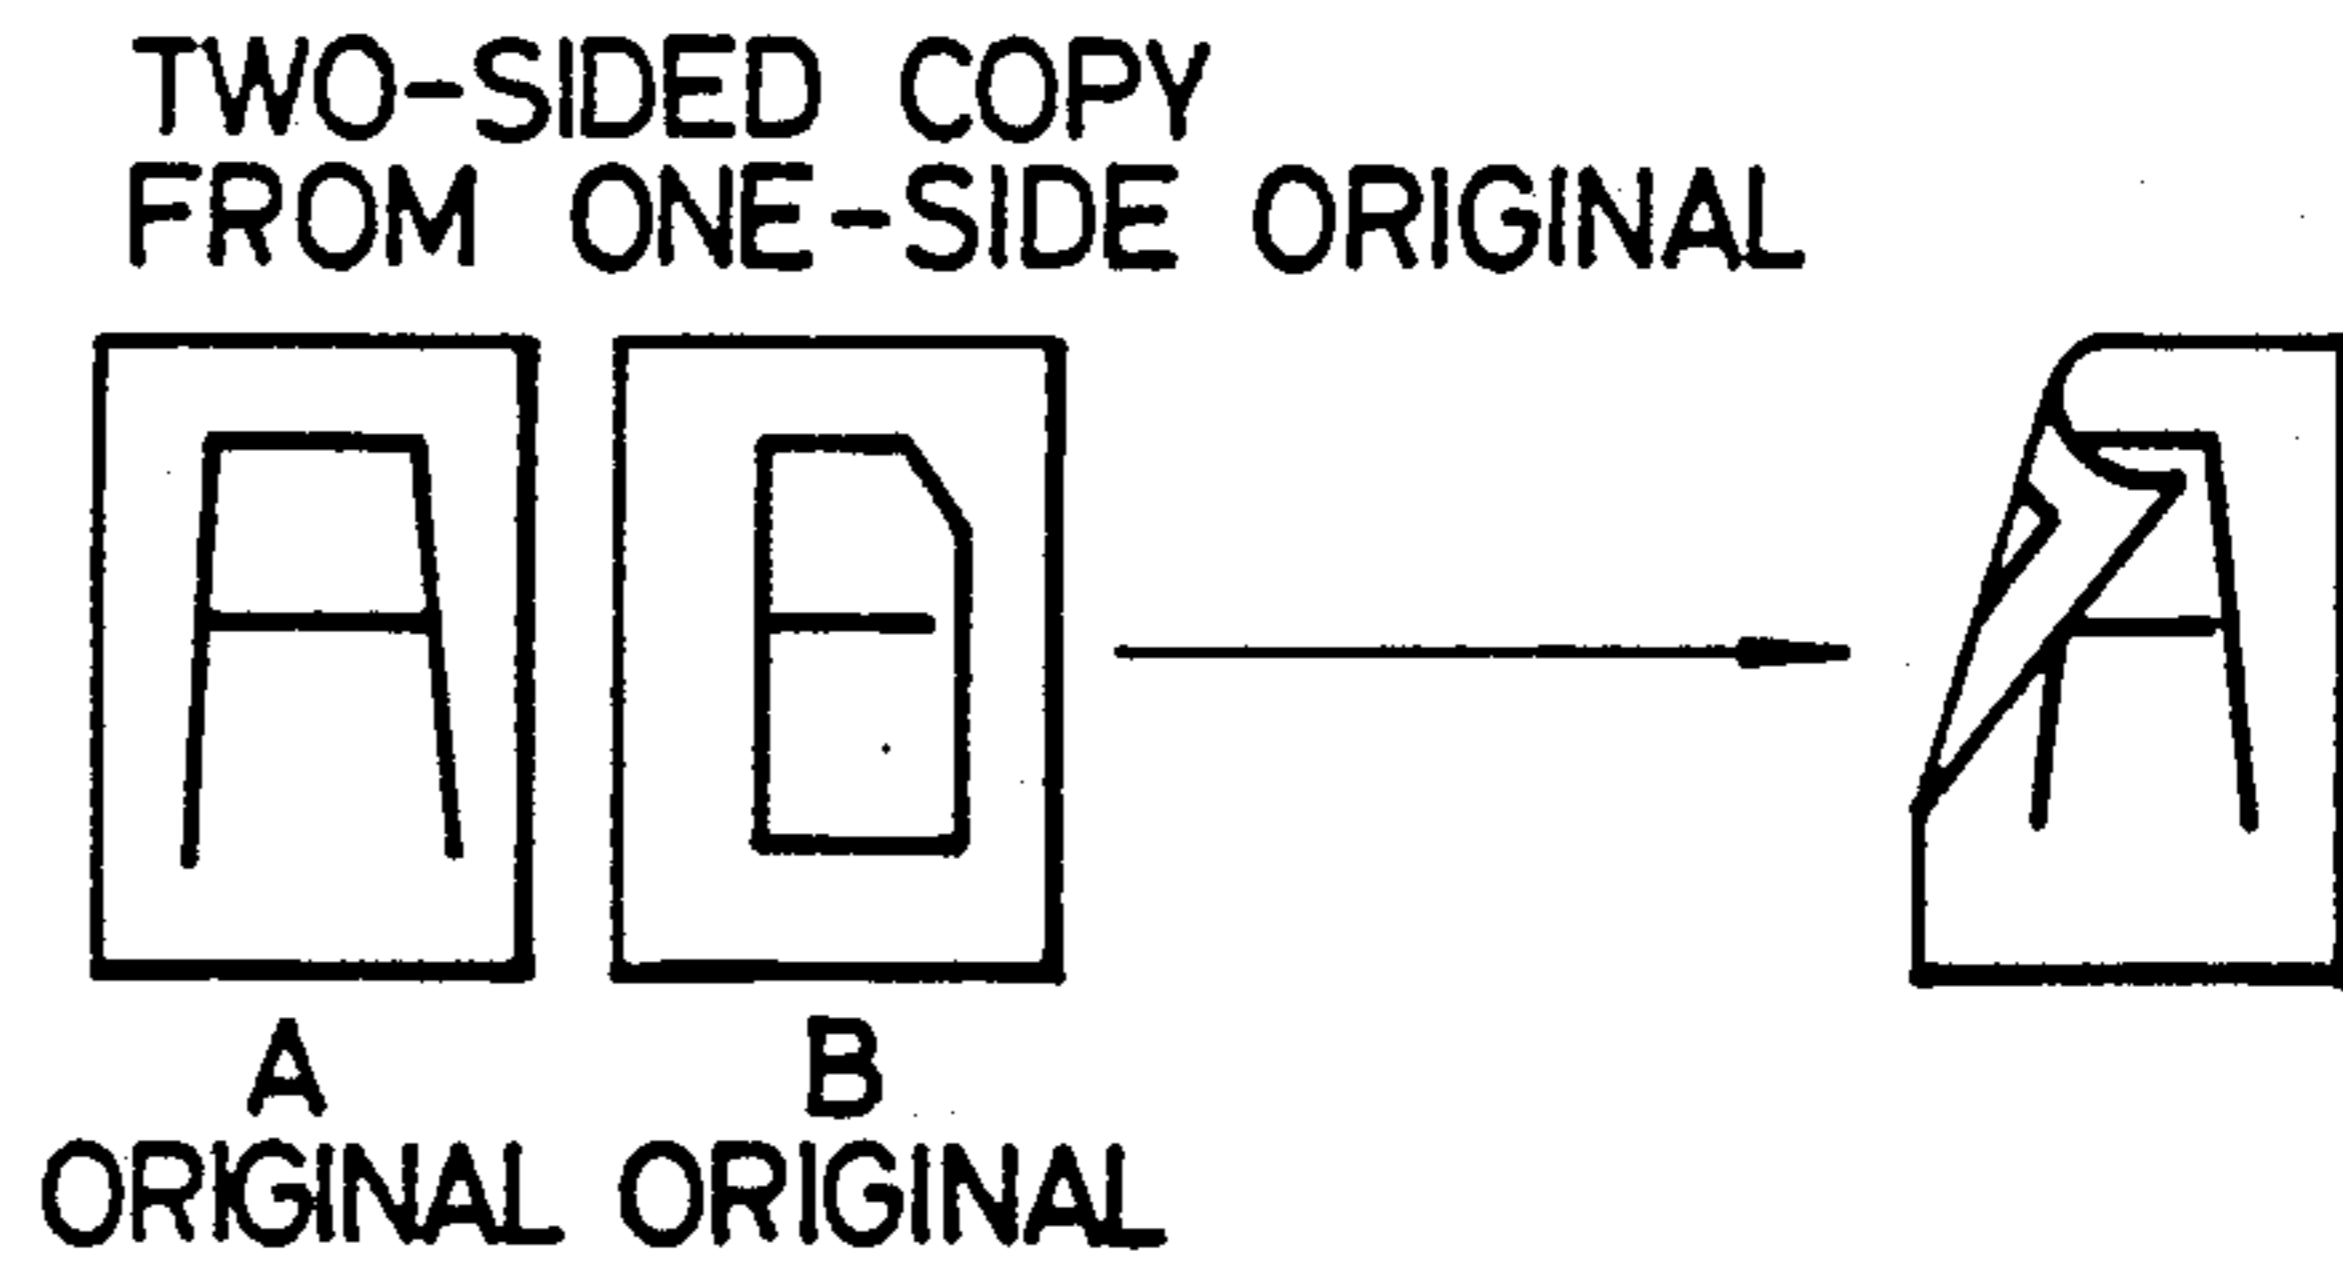 TWO-SIDED COPY
FROM ONE-SIDE ORIGINAL
A B A
A B
ORIGINAL ORIGINAL